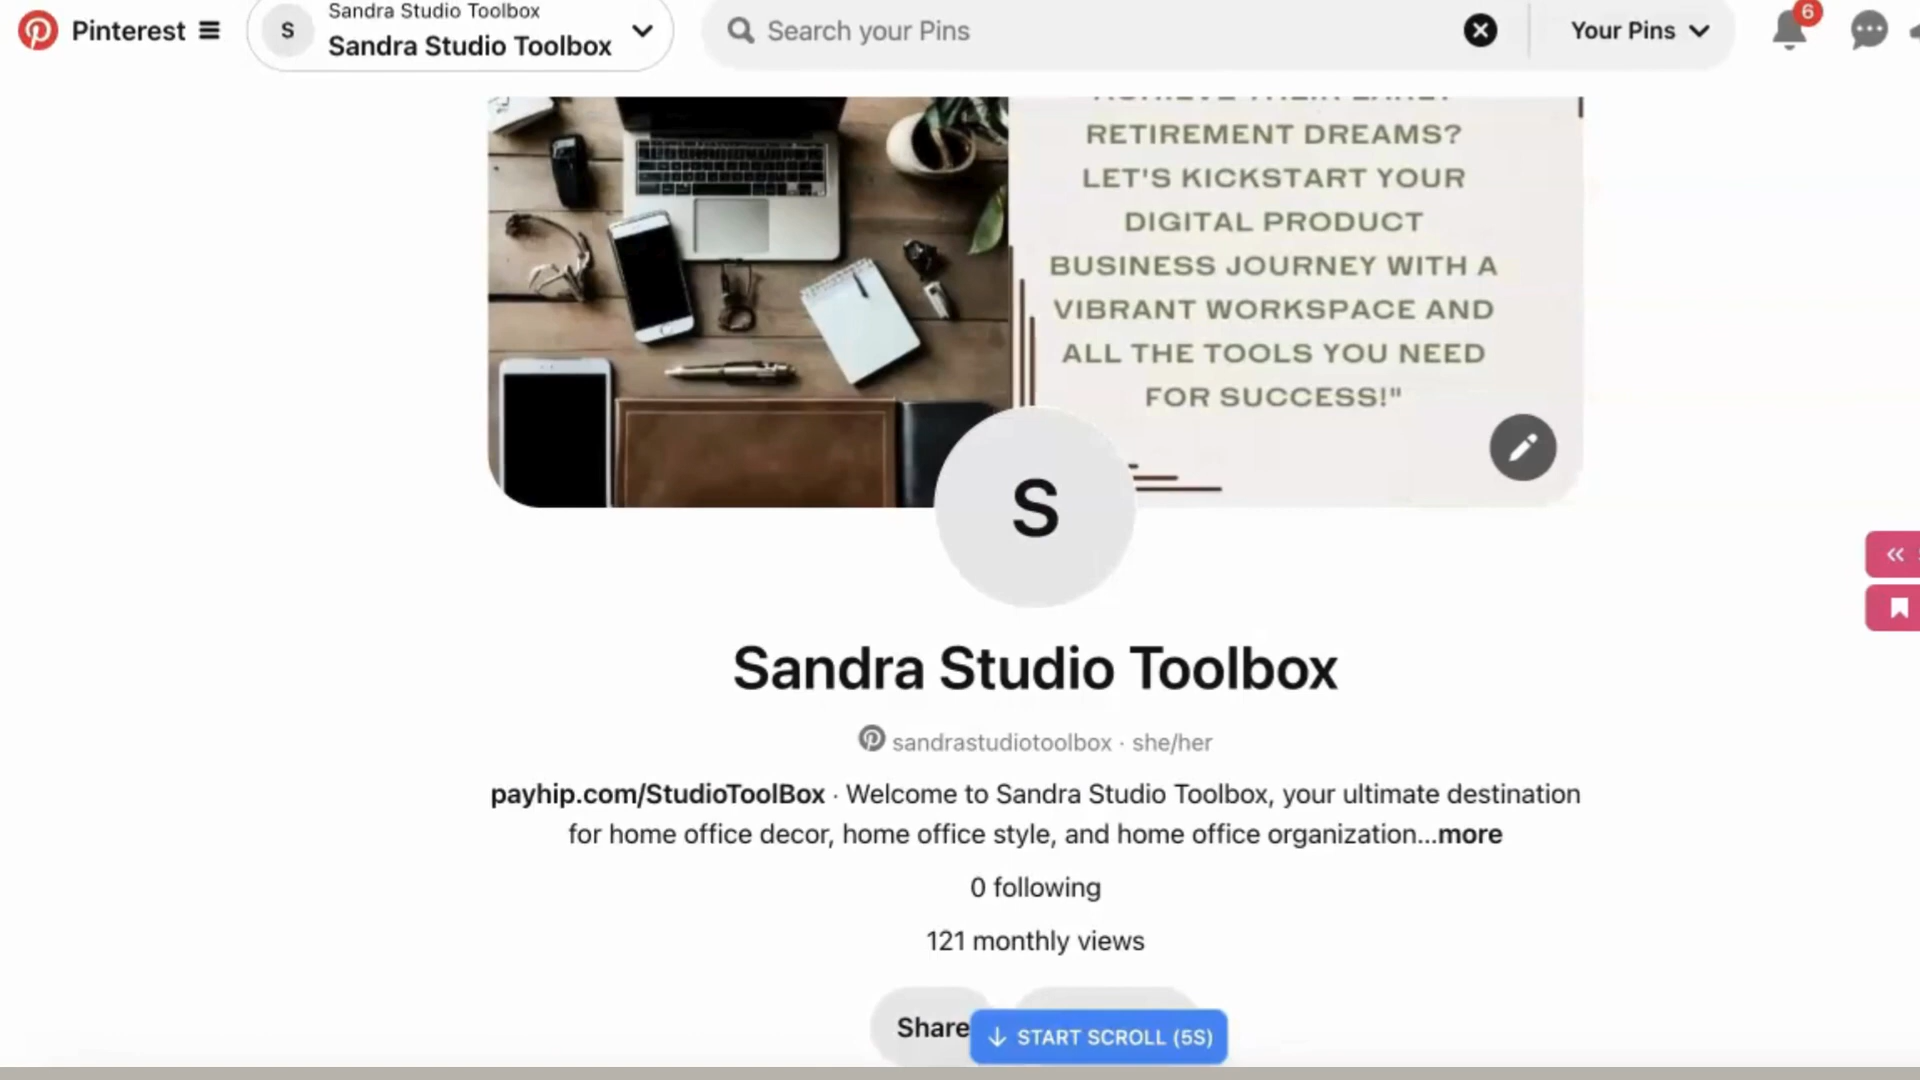 Pinterest
S
Sandra Studio Toolbox
Sandra Studio Toolbox
Search your Pins
Your Pins
6
RETIREMENT DREAMS?
LET'S KICKSTART YOUR
DIGITAL PRODUCT
BUSINESS JOURNEY WITH A
VIBRANT WORKSPACE AND
ALL THE TOOLS YOU NEED
FOR SUCCESS!"
S
Sandra Studio Toolbox
sandrastudiotoolbox · she/her
payhip.com/StudioToolBox · Welcome to Sandra Studio Toolbox, your ultimate destination
for home office decor, home office style, and home office organization...more
0 following
121 monthly views
Share
START SCROLL (5S)